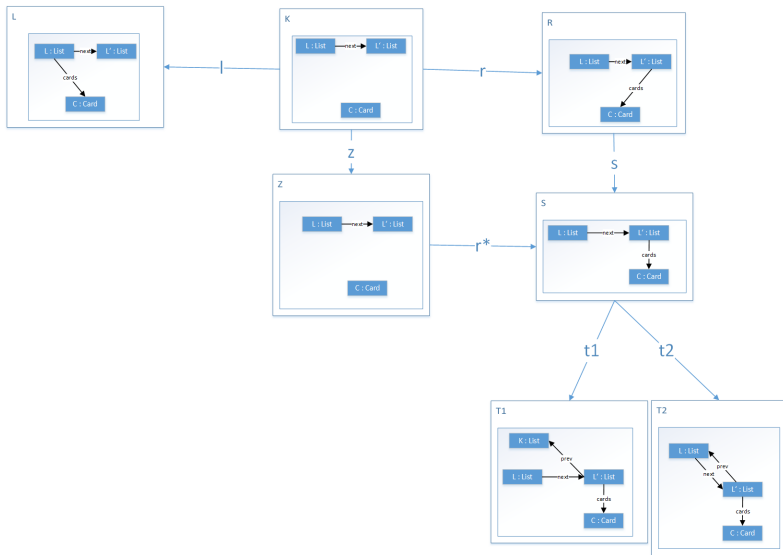 L
L : List
next
L' : List
cards
C : Card
l
K
L : List
next
L' : List
C : Card
r
R
L : List
next
L' : List
cards
C : Card
Z
S
Z
L : List
next
L' : List
C : Card
r*
S
L : List
next
L' : List
cards
C : Card
t1
t2
T1
K : List
prev
L : List
next
L' : List
cards
C : Card
T2
L : List
prev
next
L' : List
cards
C : Card